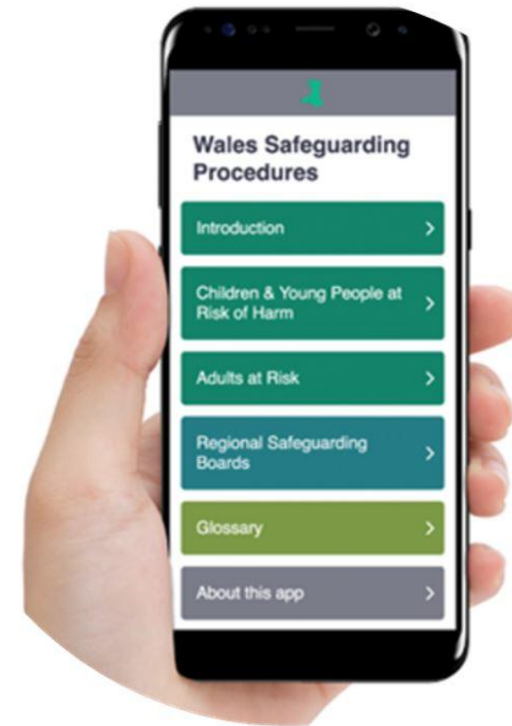 Wales Safeguarding
Procedures
Introduction
Children & Young People at
Risk of Harm
Adults at Risk
Regional Safeguarding
Boards
Glossary
About this app